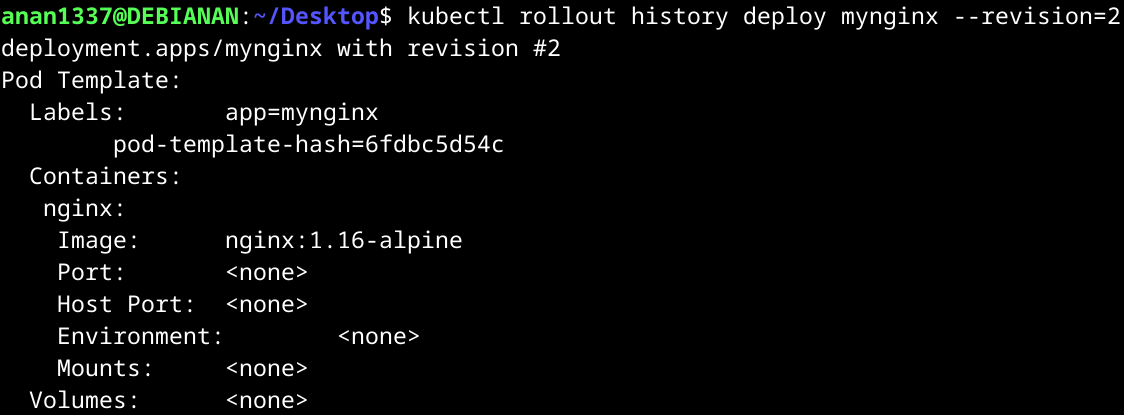 anan1337@DEBIANAN:~/Desktop$ kubectl rollout history deploy mynginx --revision=2
deployment.apps/mynginx with revision #2
Pod Template:
  Labels:       app=mynginx
        pod-template-hash=6fdbc5d54c
  Containers:
   nginx:
    Image:      nginx:1.16-alpine
    Port:       <none>
    Host Port:  <none>
    Environment:        <none>
    Mounts:     <none>
  Volumes:      <none>